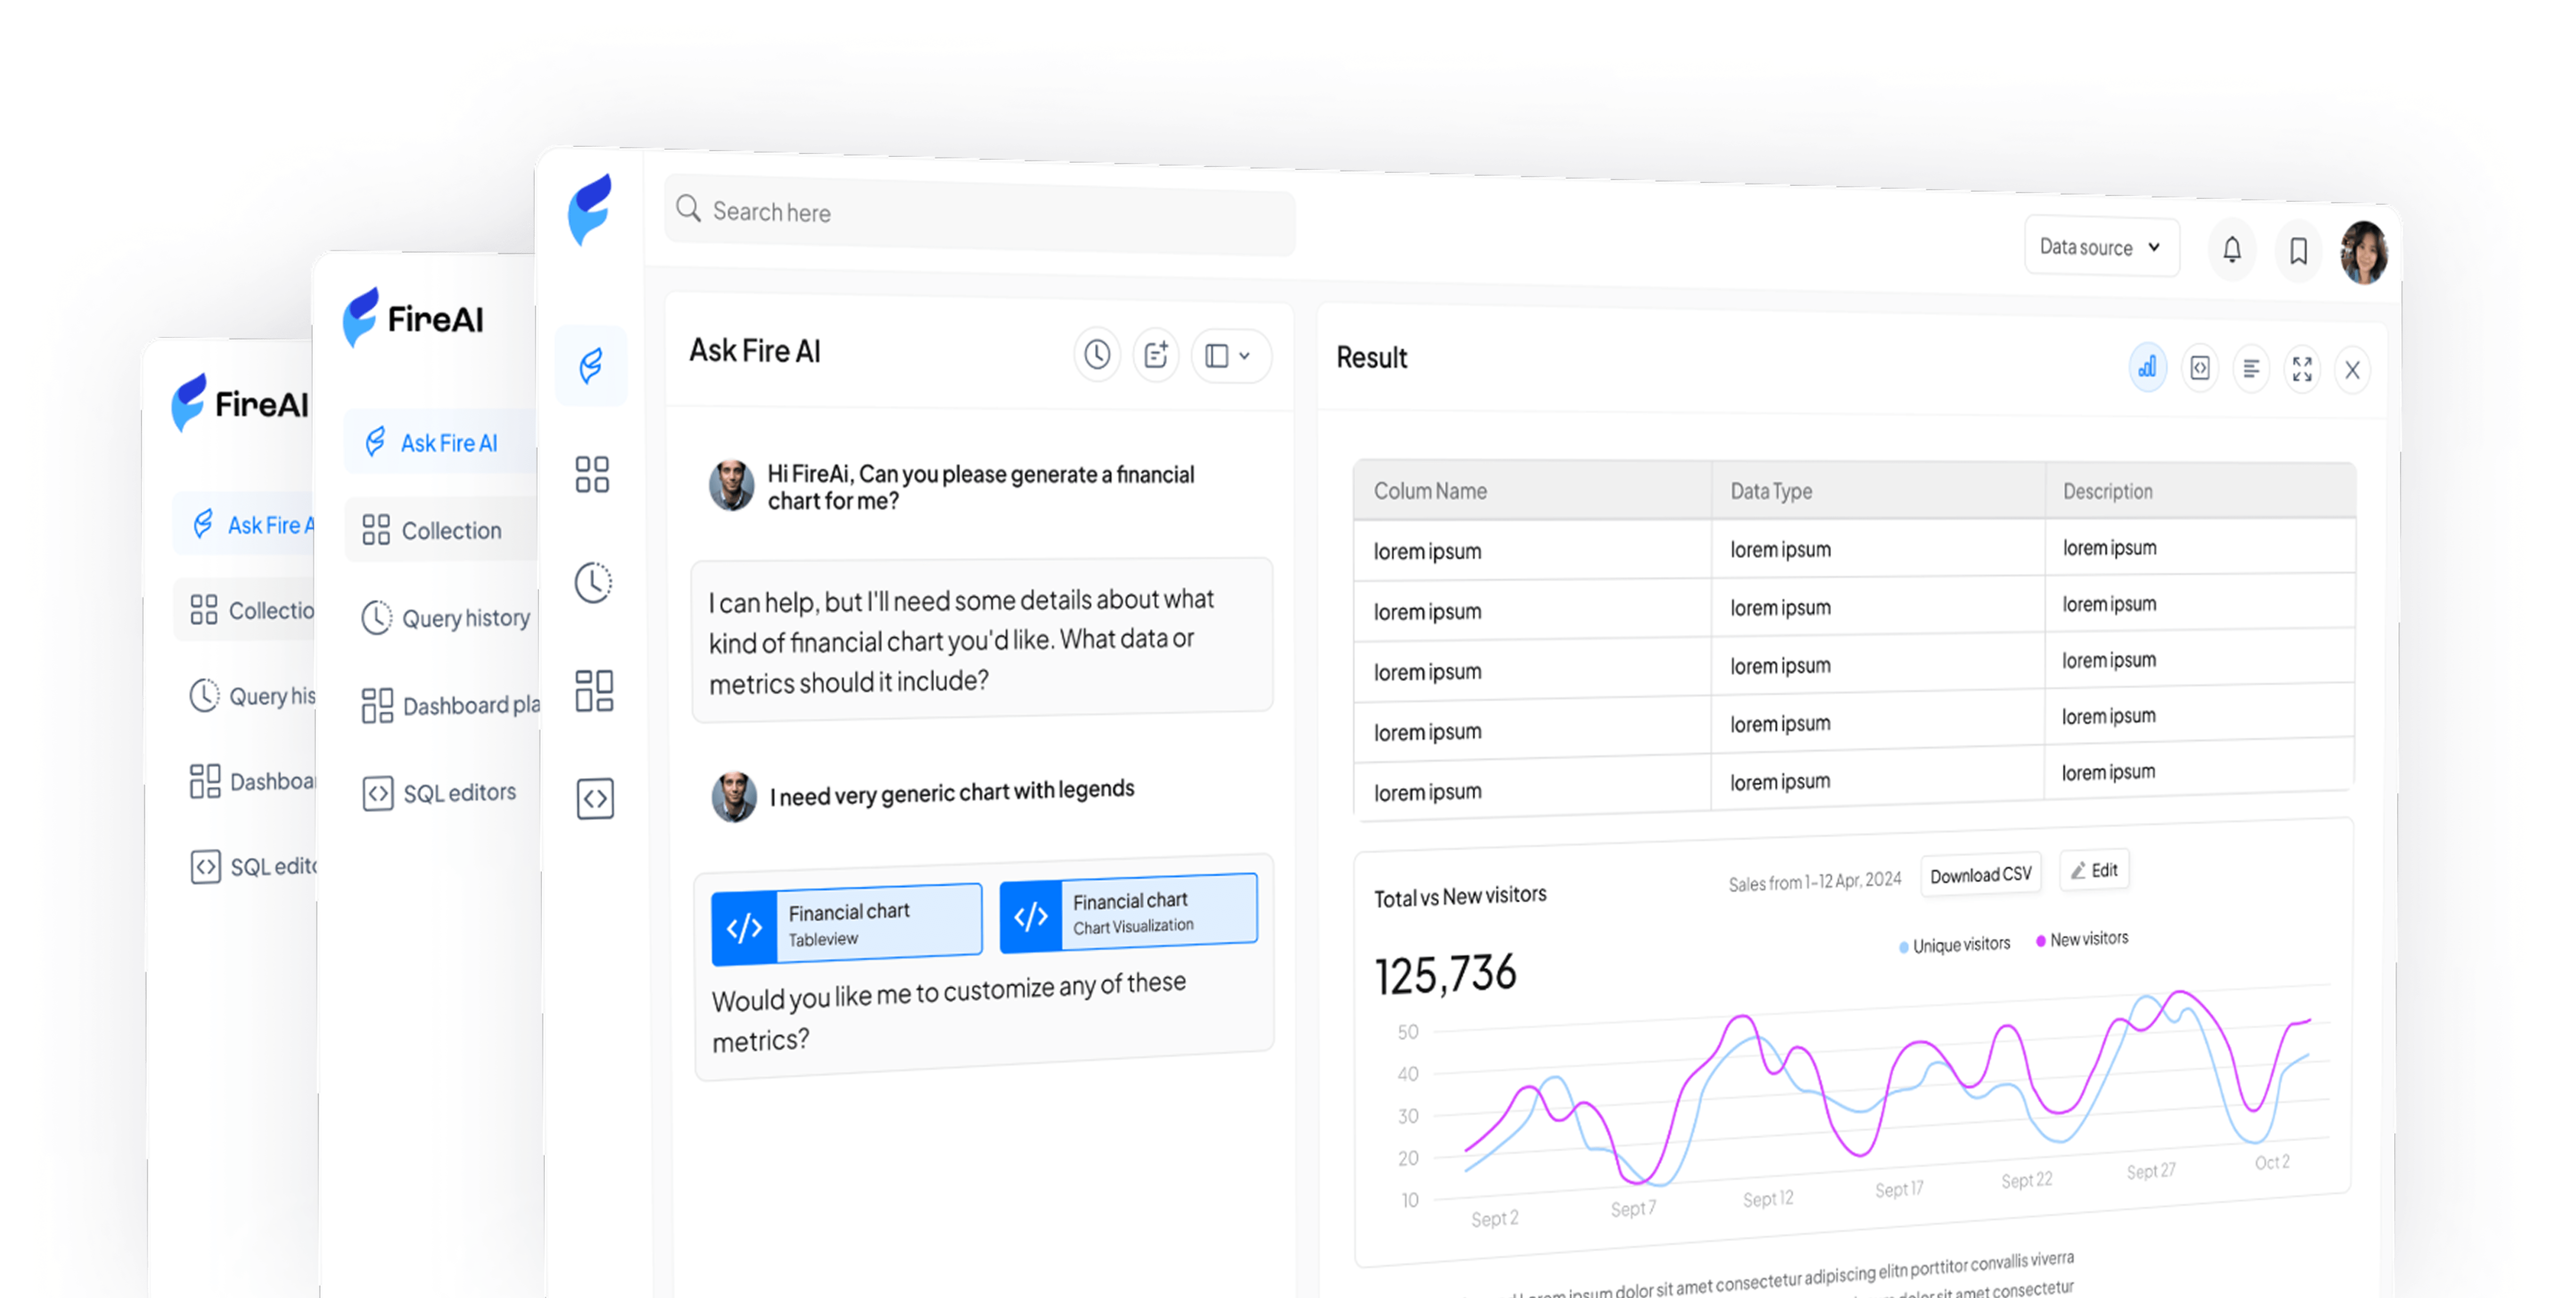 FireAI
Ask Fire A
Collectio
Query his
Dashboa
SQL edito
FireAI
Ask Fire AI
Collection
Query history
Dashboard pla
SQL editors
Search here
Data source
Ask Fire AI
Hi FireAi, Can you please generate a financial
chart for me?
I can help, but I'll need some details about what
kind of financial chart you'd like. What data or
metrics should it include?
I need very generic chart with legends
Financial chart
Tableview
Financial chart
Chart Visualization
Would you like me to customize any of these
metrics?
Result
Colum Name Data Type Description
lorem ipsum lorem ipsum lorem ipsum
lorem ipsum lorem ipsum lorem ipsum
lorem ipsum lorem ipsum lorem ipsum
lorem ipsum lorem ipsum lorem ipsum
lorem ipsum lorem ipsum lorem ipsum
Total vs New visitors
Sales from 1-12 Apr, 2024
Download CSV
Edit
125,736
Unique visitors
New visitors
50
40
30
20
10
Sept 2 Sept 7 Sept 12 Sept 17 Sept 22 Sept 27 Oct 2
ipsum dolor sit amet consectetur adipiscing elitn porttitor convallis viverra
sit amet consectetur